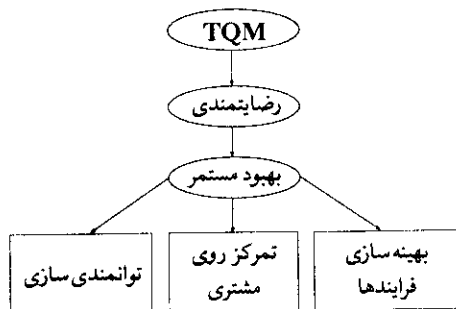 TQM
رضایتمندی
بهبود مستمر
بهینه سازی
فرایندها
تمرکز روی
مشتری
توانمندی سازی